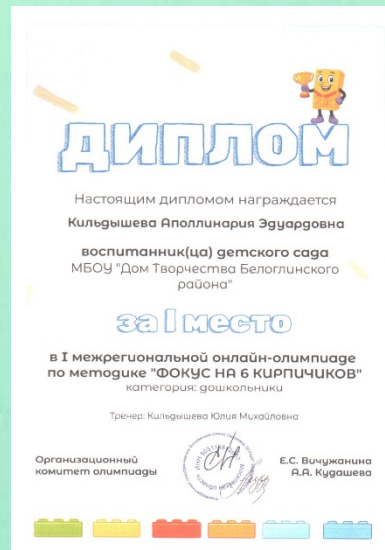 ДИПЛОМ
Настоящим дипломом награждается
Кильдышева Аполлинария Эдуардовна
воспитанник(ца) детского сада
МБОУ "Дом Творчества Белоглинского
района"
за I место
в I межрегиональной онлайн-олимпиаде
по методике "ФОКУС НА 6 КИРПИЧИКОВ"
категория: дошкольники
Тренер: Кильдышева Юлия Михайловна
Организационный
комитет олимпиады
Е.С. Вичужанина
А.А. Кудашева